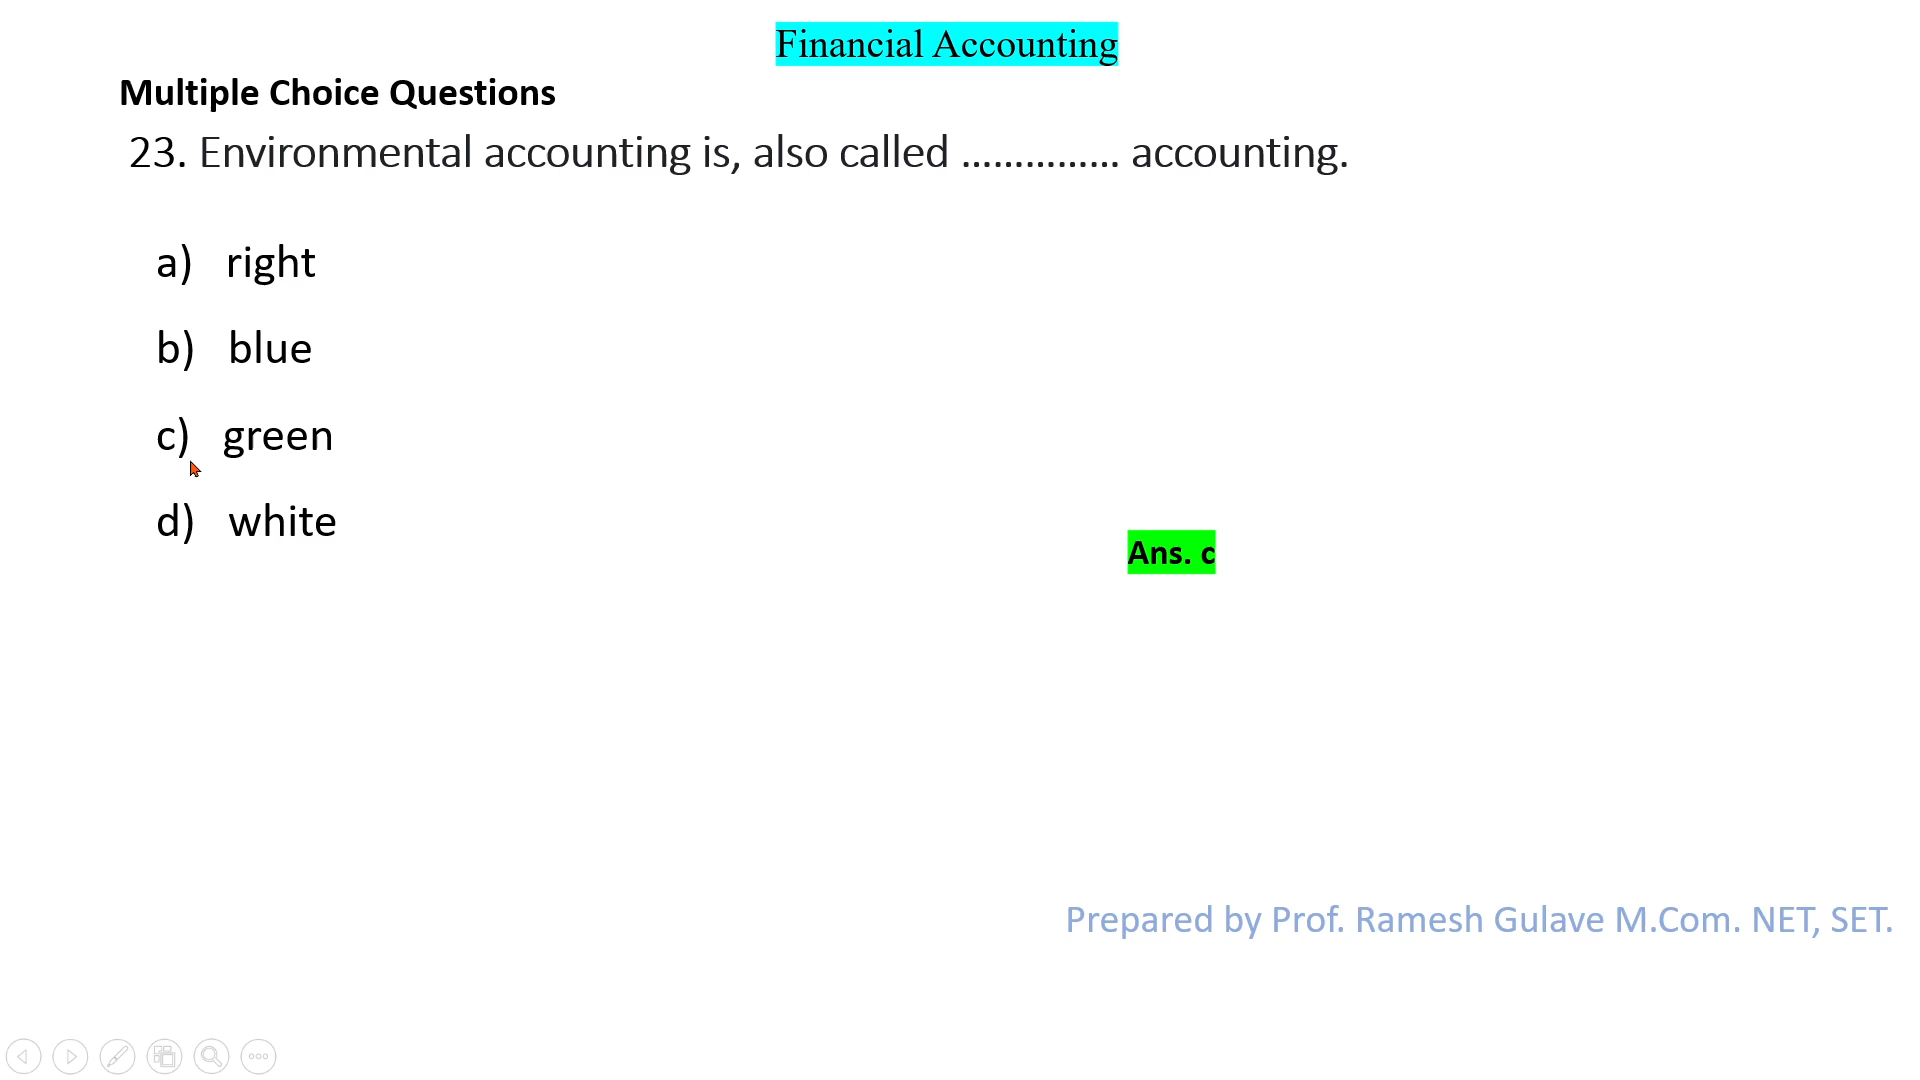 Financial Accounting
Multiple Choice Questions
23. Environmental accounting is, also called ............... accounting.
a) right
b) blue
c) green
d) white
Ans. c
Prepared by Prof. Ramesh Gulave M.Com. NET, SET.